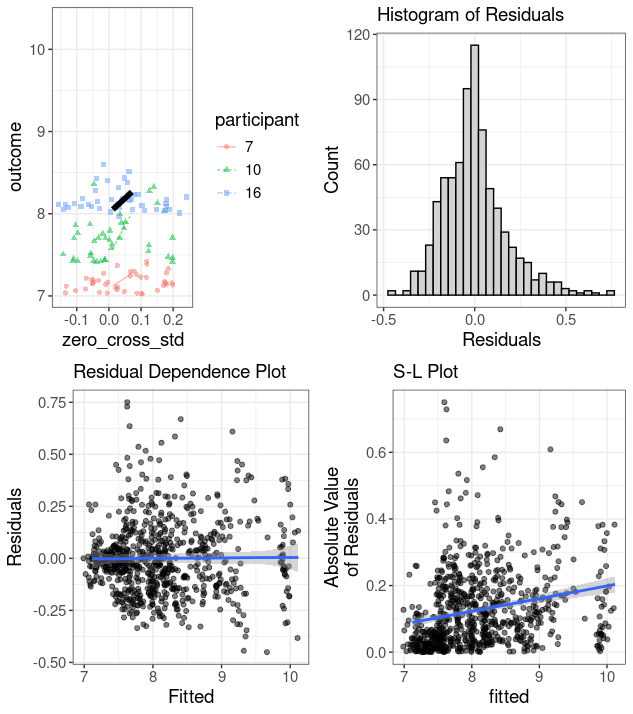 10
9
8
7
outcome
-0.1 0.0 0.1 0.2
zero_cross_std
participant
7
10
16
Histogram of Residuals
120
90
60
30
0
Count
-0.5 0.0 0.5
Residuals
Residual Dependence Plot
0.75
0.50
0.25
0.00
-0.25
-0.50
Residuals
7 8 9 10
Fitted
S-L Plot
0.6
0.4
0.2
0.0
Absolute Value
of Residuals
7 8 9 10
fitted